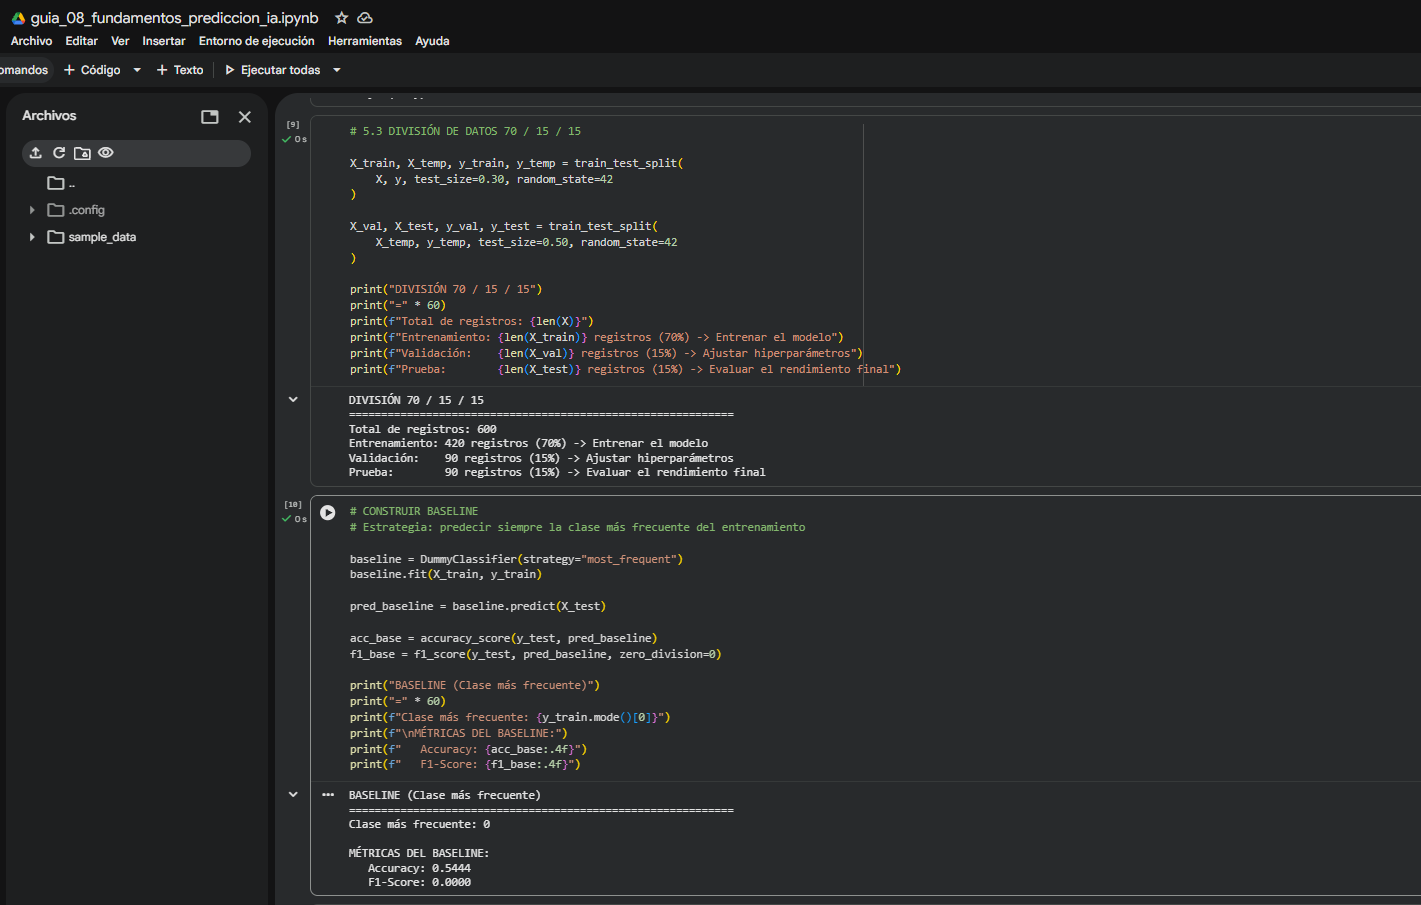 guia_08_fundamentos_prediccion_ia.ipynb
Archivo Editar Ver Insertar Entorno de ejecución Herramientas Ayuda
omandos + Código + Texto Ejecutar todas
Archivos
..
.config
sample_data
[9]
0 s
# 5.3 DIVISIÓN DE DATOS 70 / 15 / 15
X_train, X_temp, y_train, y_temp = train_test_split(
    X, y, test_size=0.30, random_state=42
)
X_val, X_test, y_val, y_test = train_test_split(
    X_temp, y_temp, test_size=0.50, random_state=42
)
print("DIVISIÓN 70 / 15 / 15")
print("=" * 60)
print(f"Total de registros: {len(X)}")
print(f"Entrenamiento: {len(X_train)} registros (70%) -> Entrenar el modelo")
print(f"Validación:    {len(X_val)} registros (15%) -> Ajustar hiperparámetros")
print(f"Prueba:        {len(X_test)} registros (15%) -> Evaluar el rendimiento final")
DIVISIÓN 70 / 15 / 15
============================================================
Total de registros: 600
Entrenamiento: 420 registros (70%) -> Entrenar el modelo
Validación:    90 registros (15%) -> Ajustar hiperparámetros
Prueba:        90 registros (15%) -> Evaluar el rendimiento final
[10]
0 s
# CONSTRUIR BASELINE
# Estrategia: predecir siempre la clase más frecuente del entrenamiento
baseline = DummyClassifier(strategy="most_frequent")
baseline.fit(X_train, y_train)
pred_baseline = baseline.predict(X_test)
acc_base = accuracy_score(y_test, pred_baseline)
f1_base = f1_score(y_test, pred_baseline, zero_division=0)
print("BASELINE (Clase más frecuente)")
print("=" * 60)
print(f"Clase más frecuente: {y_train.mode()[0]}")
print(f"\nMÉTRICAS DEL BASELINE:")
print(f"   Accuracy: {acc_base:.4f}")
print(f"   F1-Score: {f1_base:.4f}")
BASELINE (Clase más frecuente)
============================================================
Clase más frecuente: 0
MÉTRICAS DEL BASELINE:
   Accuracy: 0.5444
   F1-Score: 0.0000